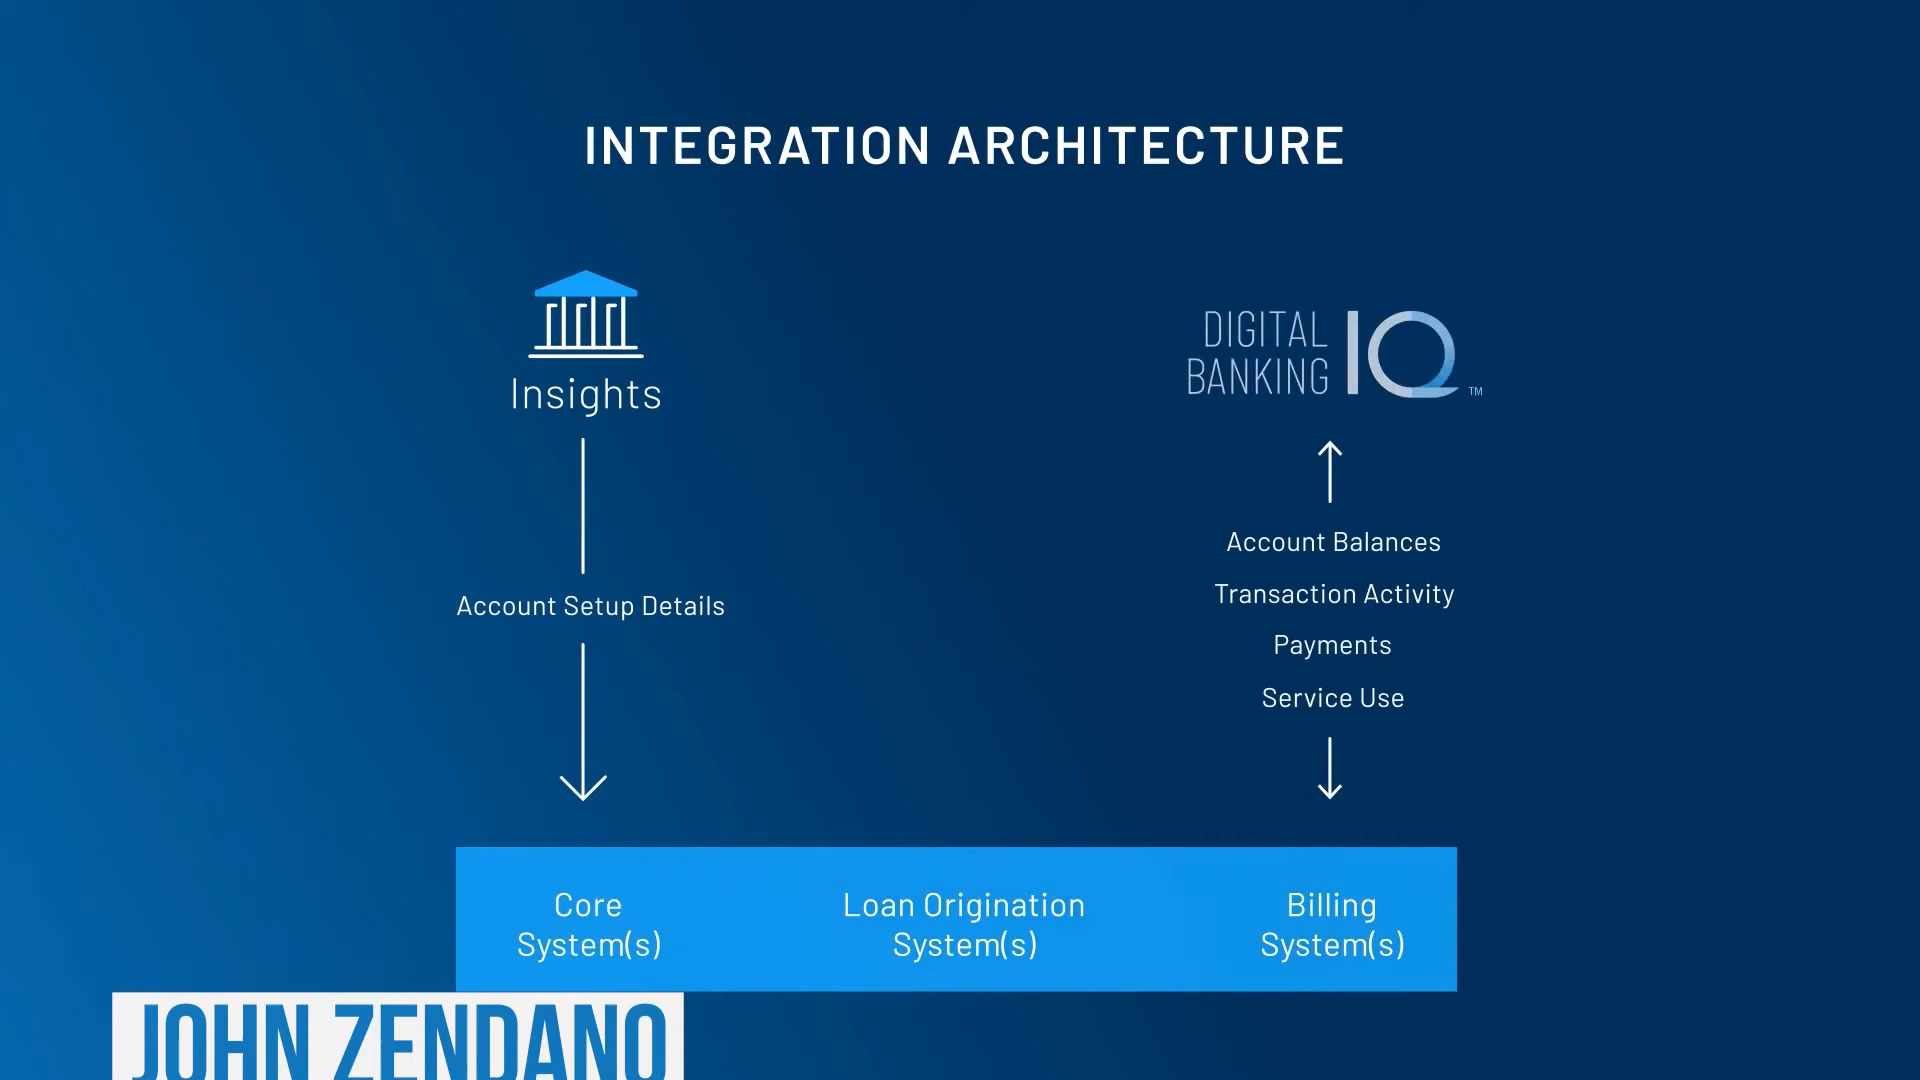 INTEGRATION ARCHITECTURE
Insights
Account Setup Details
DIGITAL
BANKING
IQ ™
Account Balances
Transaction Activity
Payments
Service Use
Core
System(s)
Loan Origination
System(s)
Billing
System(s)
JOHN ZENDANO